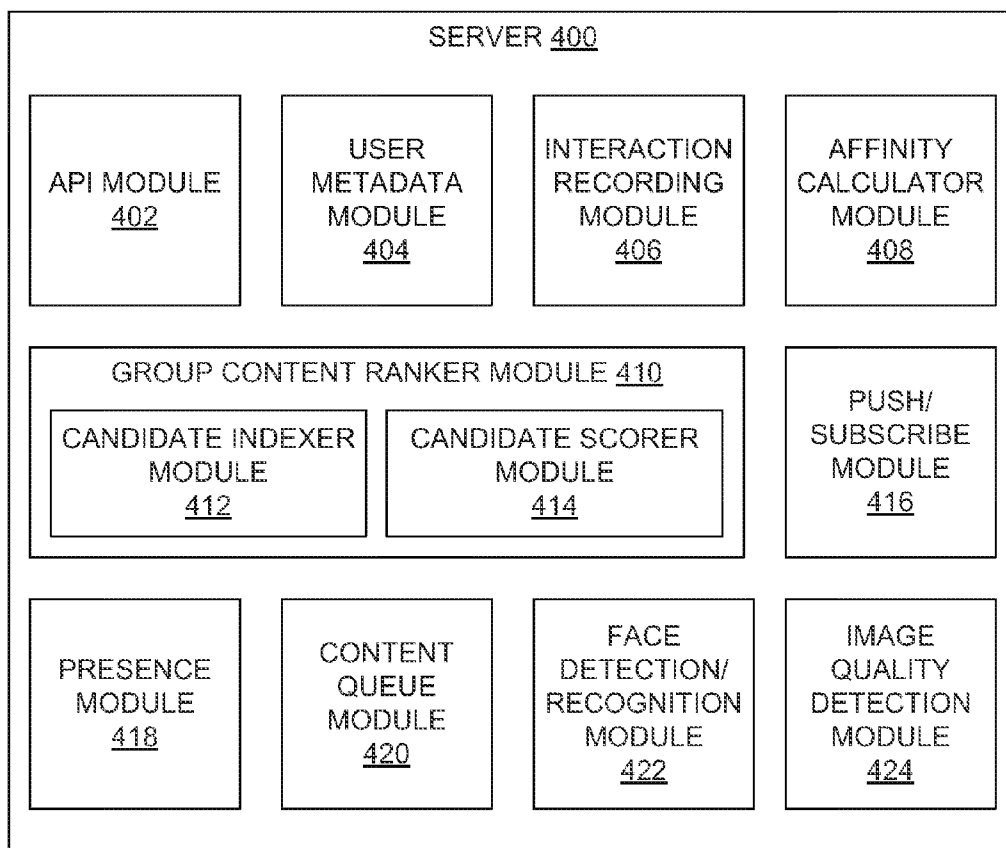 SERVER 400
API MODULE
402
USER
METADATA
MODULE
404
INTERACTION
RECORDING
MODULE
406
AFFINITY
CALCULATOR
MODULE
408
GROUP CONTENT RANKER MODULE 410
CANDIDATE INDEXER
MODULE
412
CANDIDATE SCORER
MODULE
414
PUSH/
SUBSCRIBE
MODULE
416
PRESENCE
MODULE
418
CONTENT
QUEUE
MODULE
420
FACE
DETECTION/
RECOGNITION
MODULE
422
IMAGE
QUALITY
DETECTION
MODULE
424